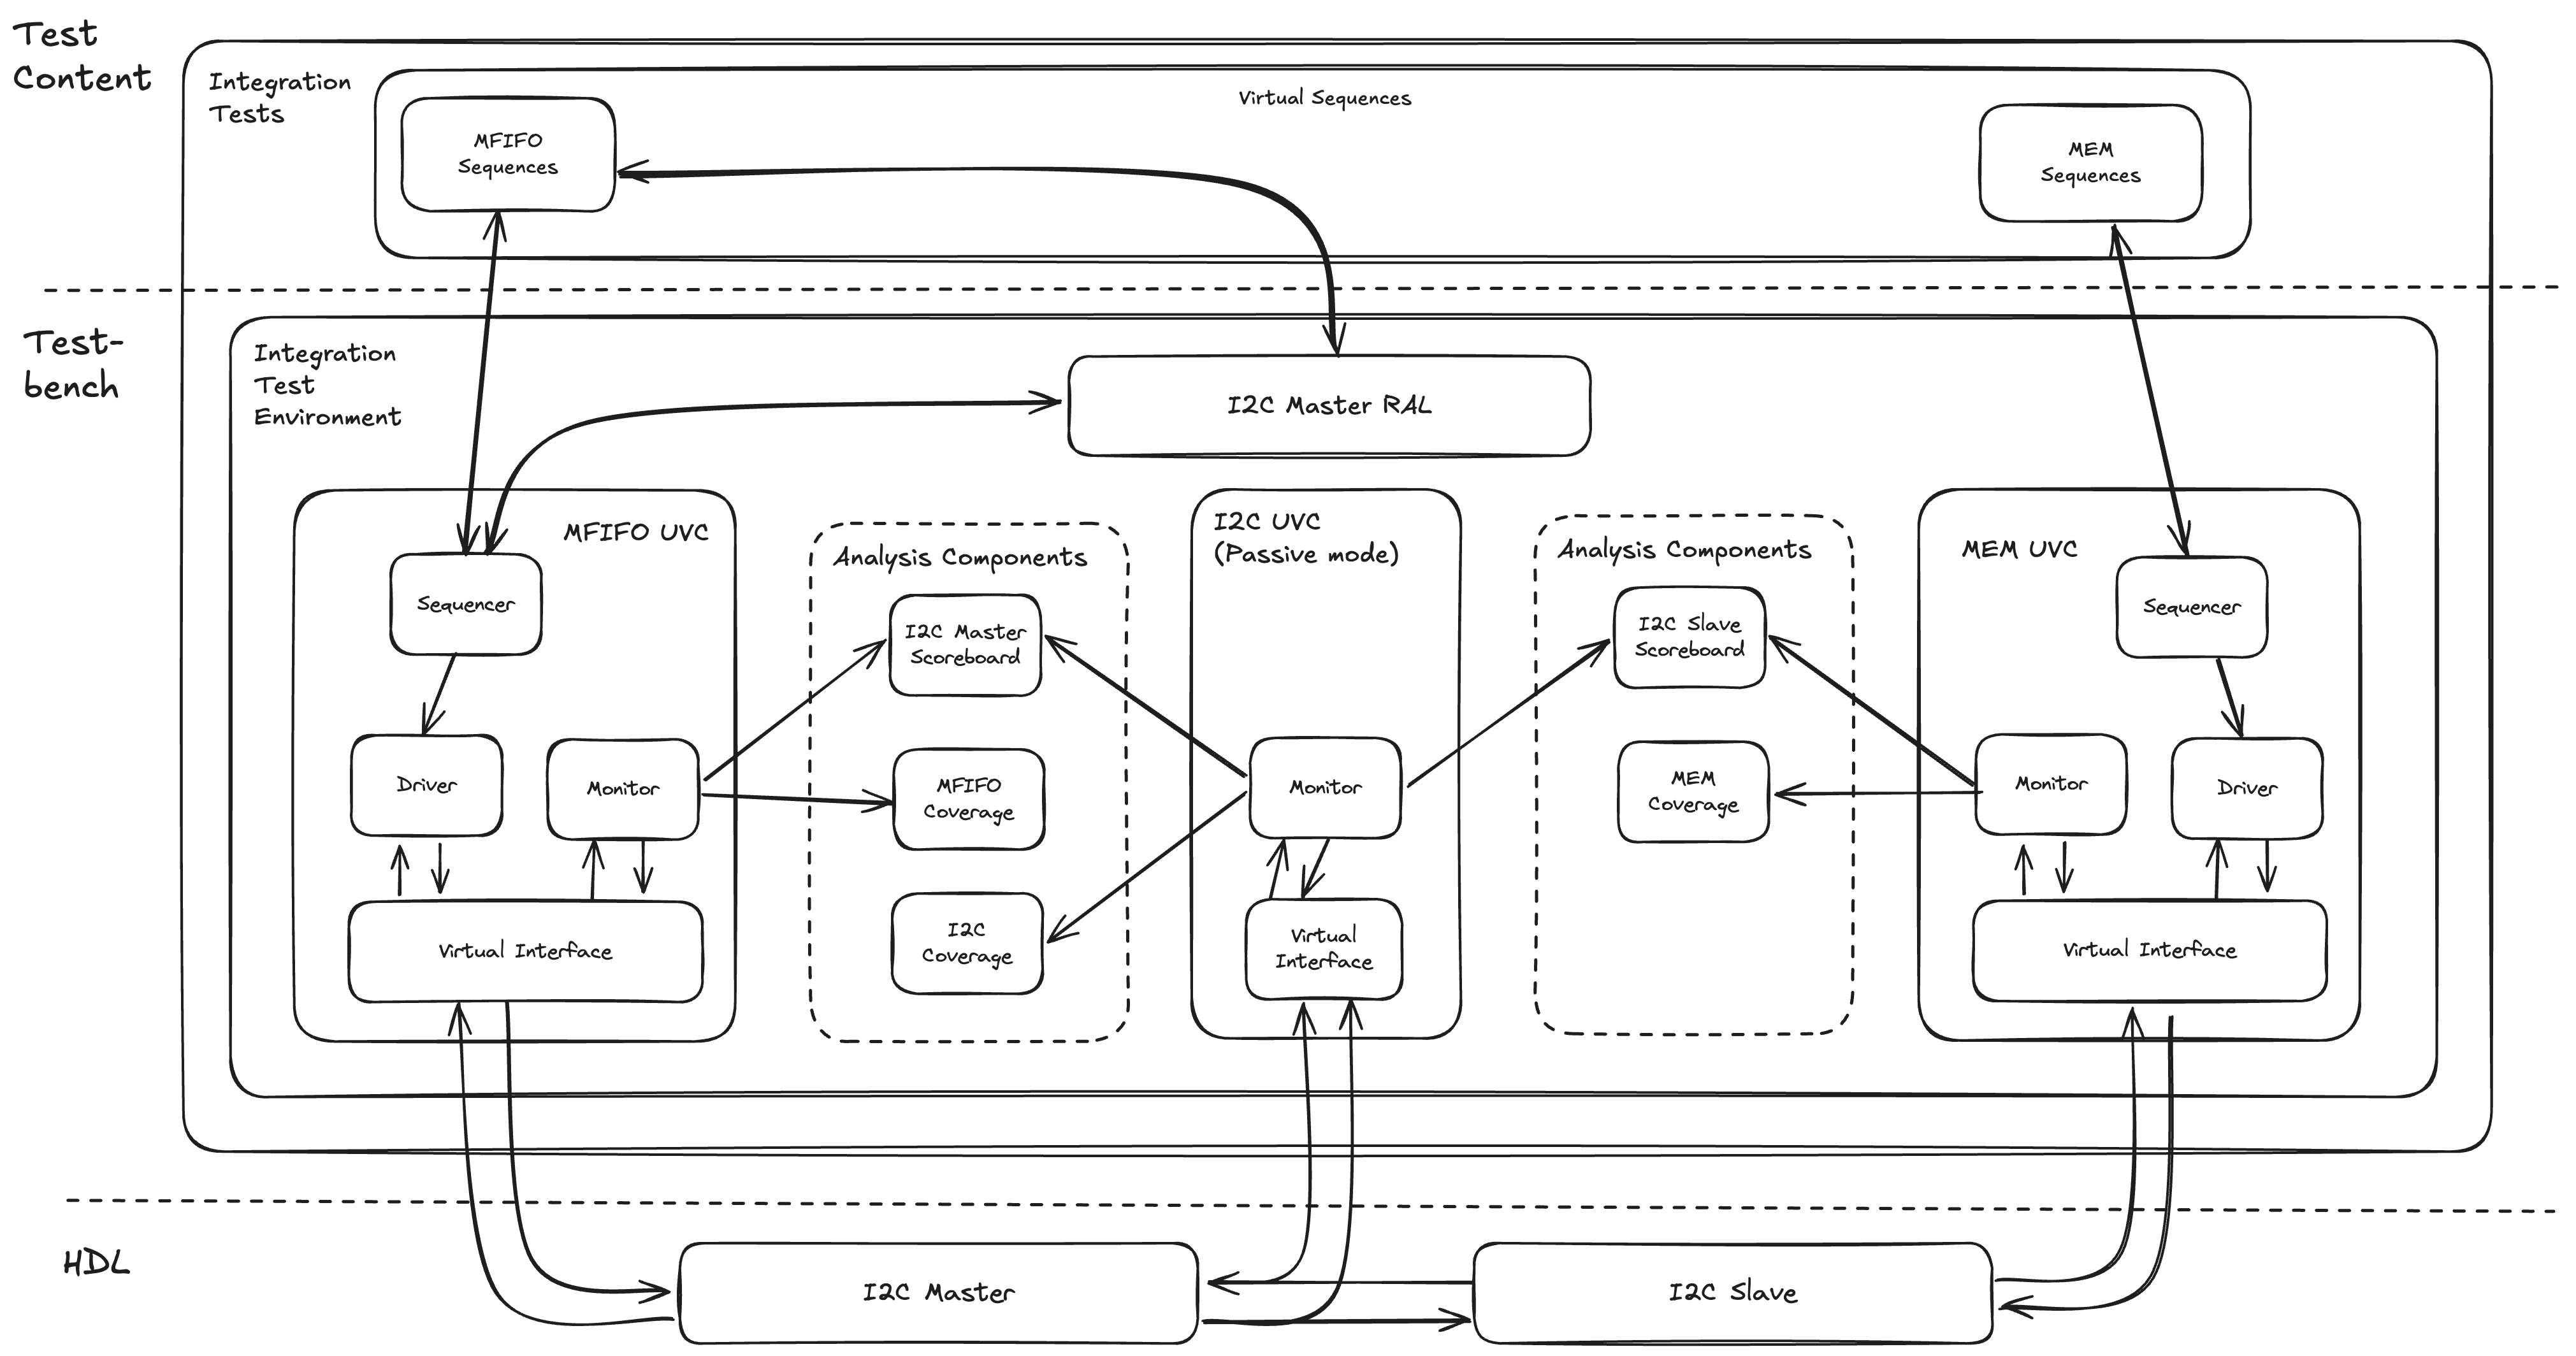 Test
Content
Integration
Tests
Virtual Sequences
MFIFO
Sequences
MEM
Sequences
Test-
bench
Integration
Test
Environment
I2C Master RAL
MFIFO UVC
Sequencer
Driver
Monitor
Virtual Interface
Analysis Components
I2C Master
Scoreboard
MFIFO
Coverage
I2C
Coverage
I2C UVC
(Passive mode)
Monitor
Virtual
Interface
Analysis Components
I2C Slave
Scoreboard
MEM
Coverage
MEM UVC
Sequencer
Monitor
Driver
Virtual Interface
HDL
I2C Master
I2C Slave